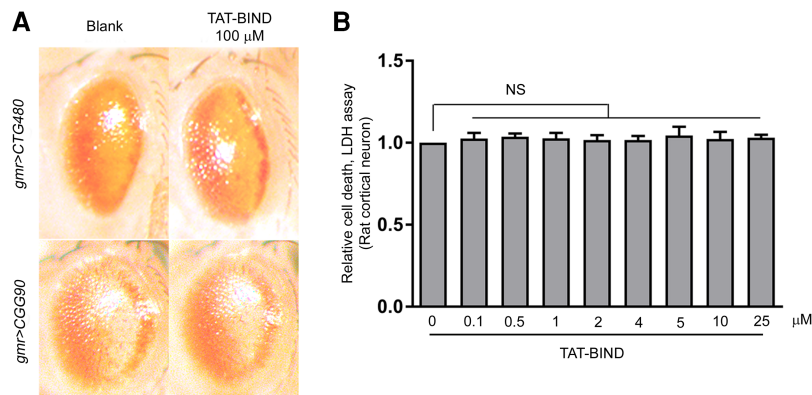 A
Blank
TAT-BIND
100 μM
gmr>CTG480
gmr>CGG90
B
Relative cell death, LDH assay
(Rat cortical neuron)
1.5
1.0
0.5
0.0
NS
0 0.1 0.5 1 2 4 5 10 25 μM
TAT-BIND